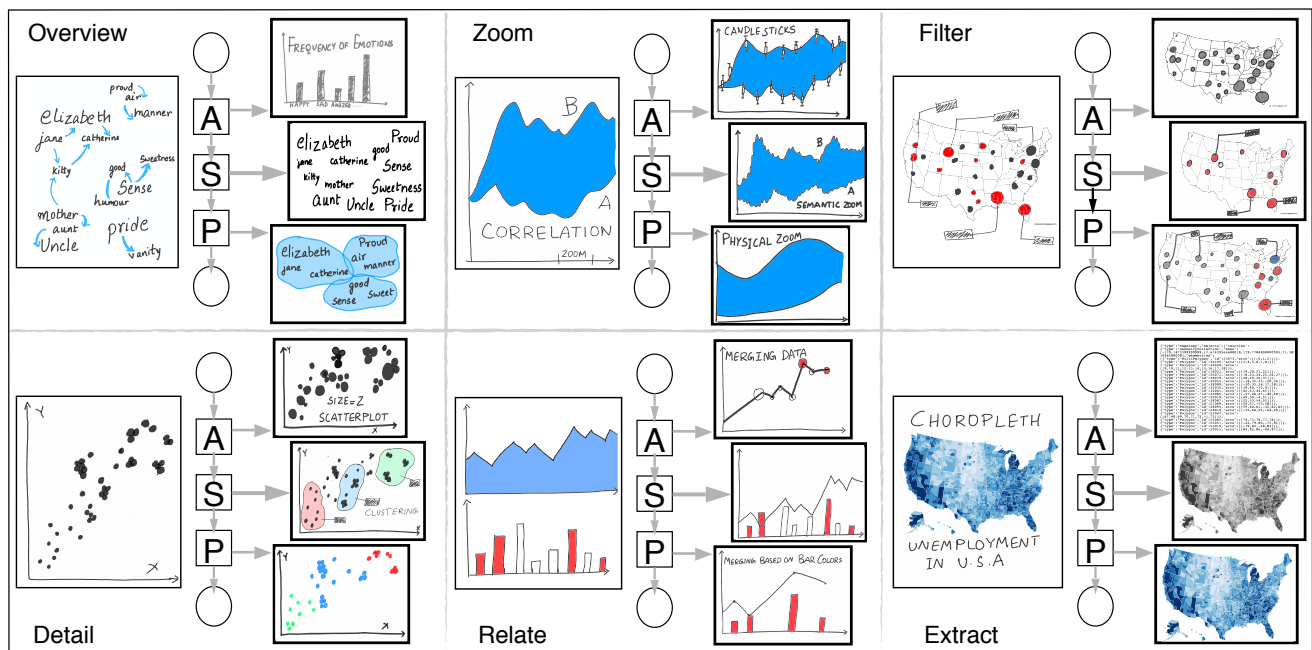 Overview
proud
air
manner
elizabeth
jane
catherine
kitty
good
Sweetness
Sense
humour
mother
aunt
Uncle
pride
vanity
A
S
P
FREQUENCY OF EMOTIONS
HAPPY SAD AMAZED ....
elizabeth Proud
jane catherine good
Sense
kitty mother
Sweetness
aunt Uncle Pride
elizabeth
jane
catherine
Proud
air
manner
good
sense sweet
Zoom
B
A
CORRELATION
ZOOM
A
S
P
CANDLE STICKS
B
A
SEMANTIC ZOOM
PHYSICAL ZOOM
Filter
A
S
P
Y
X
Detail
A
S
P
Y
SIZE=Z
SCATTERPLOT
X
Y
CLUSTERING
X
Y
Relate
A
S
P
MERGING DATA
MERGING BASED ON BAR COLORS
CHOROPLETH
UNEMPLOYMENT
IN U.S.A
Extract
A
S
P